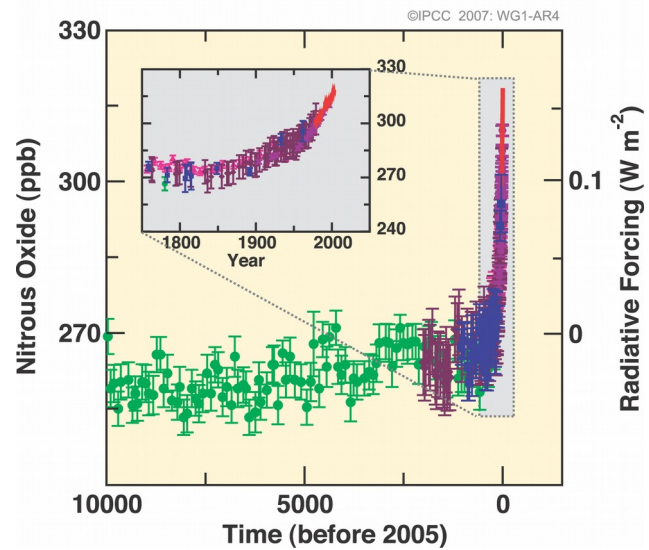 ©IPCC 2007: WG1-AR4
330
300
270
Nitrous Oxide (ppb)
330
300
270
240
1800 1900 2000
Year
0.1
0
Radiative Forcing (W m-2)
10000 5000 0
Time (before 2005)